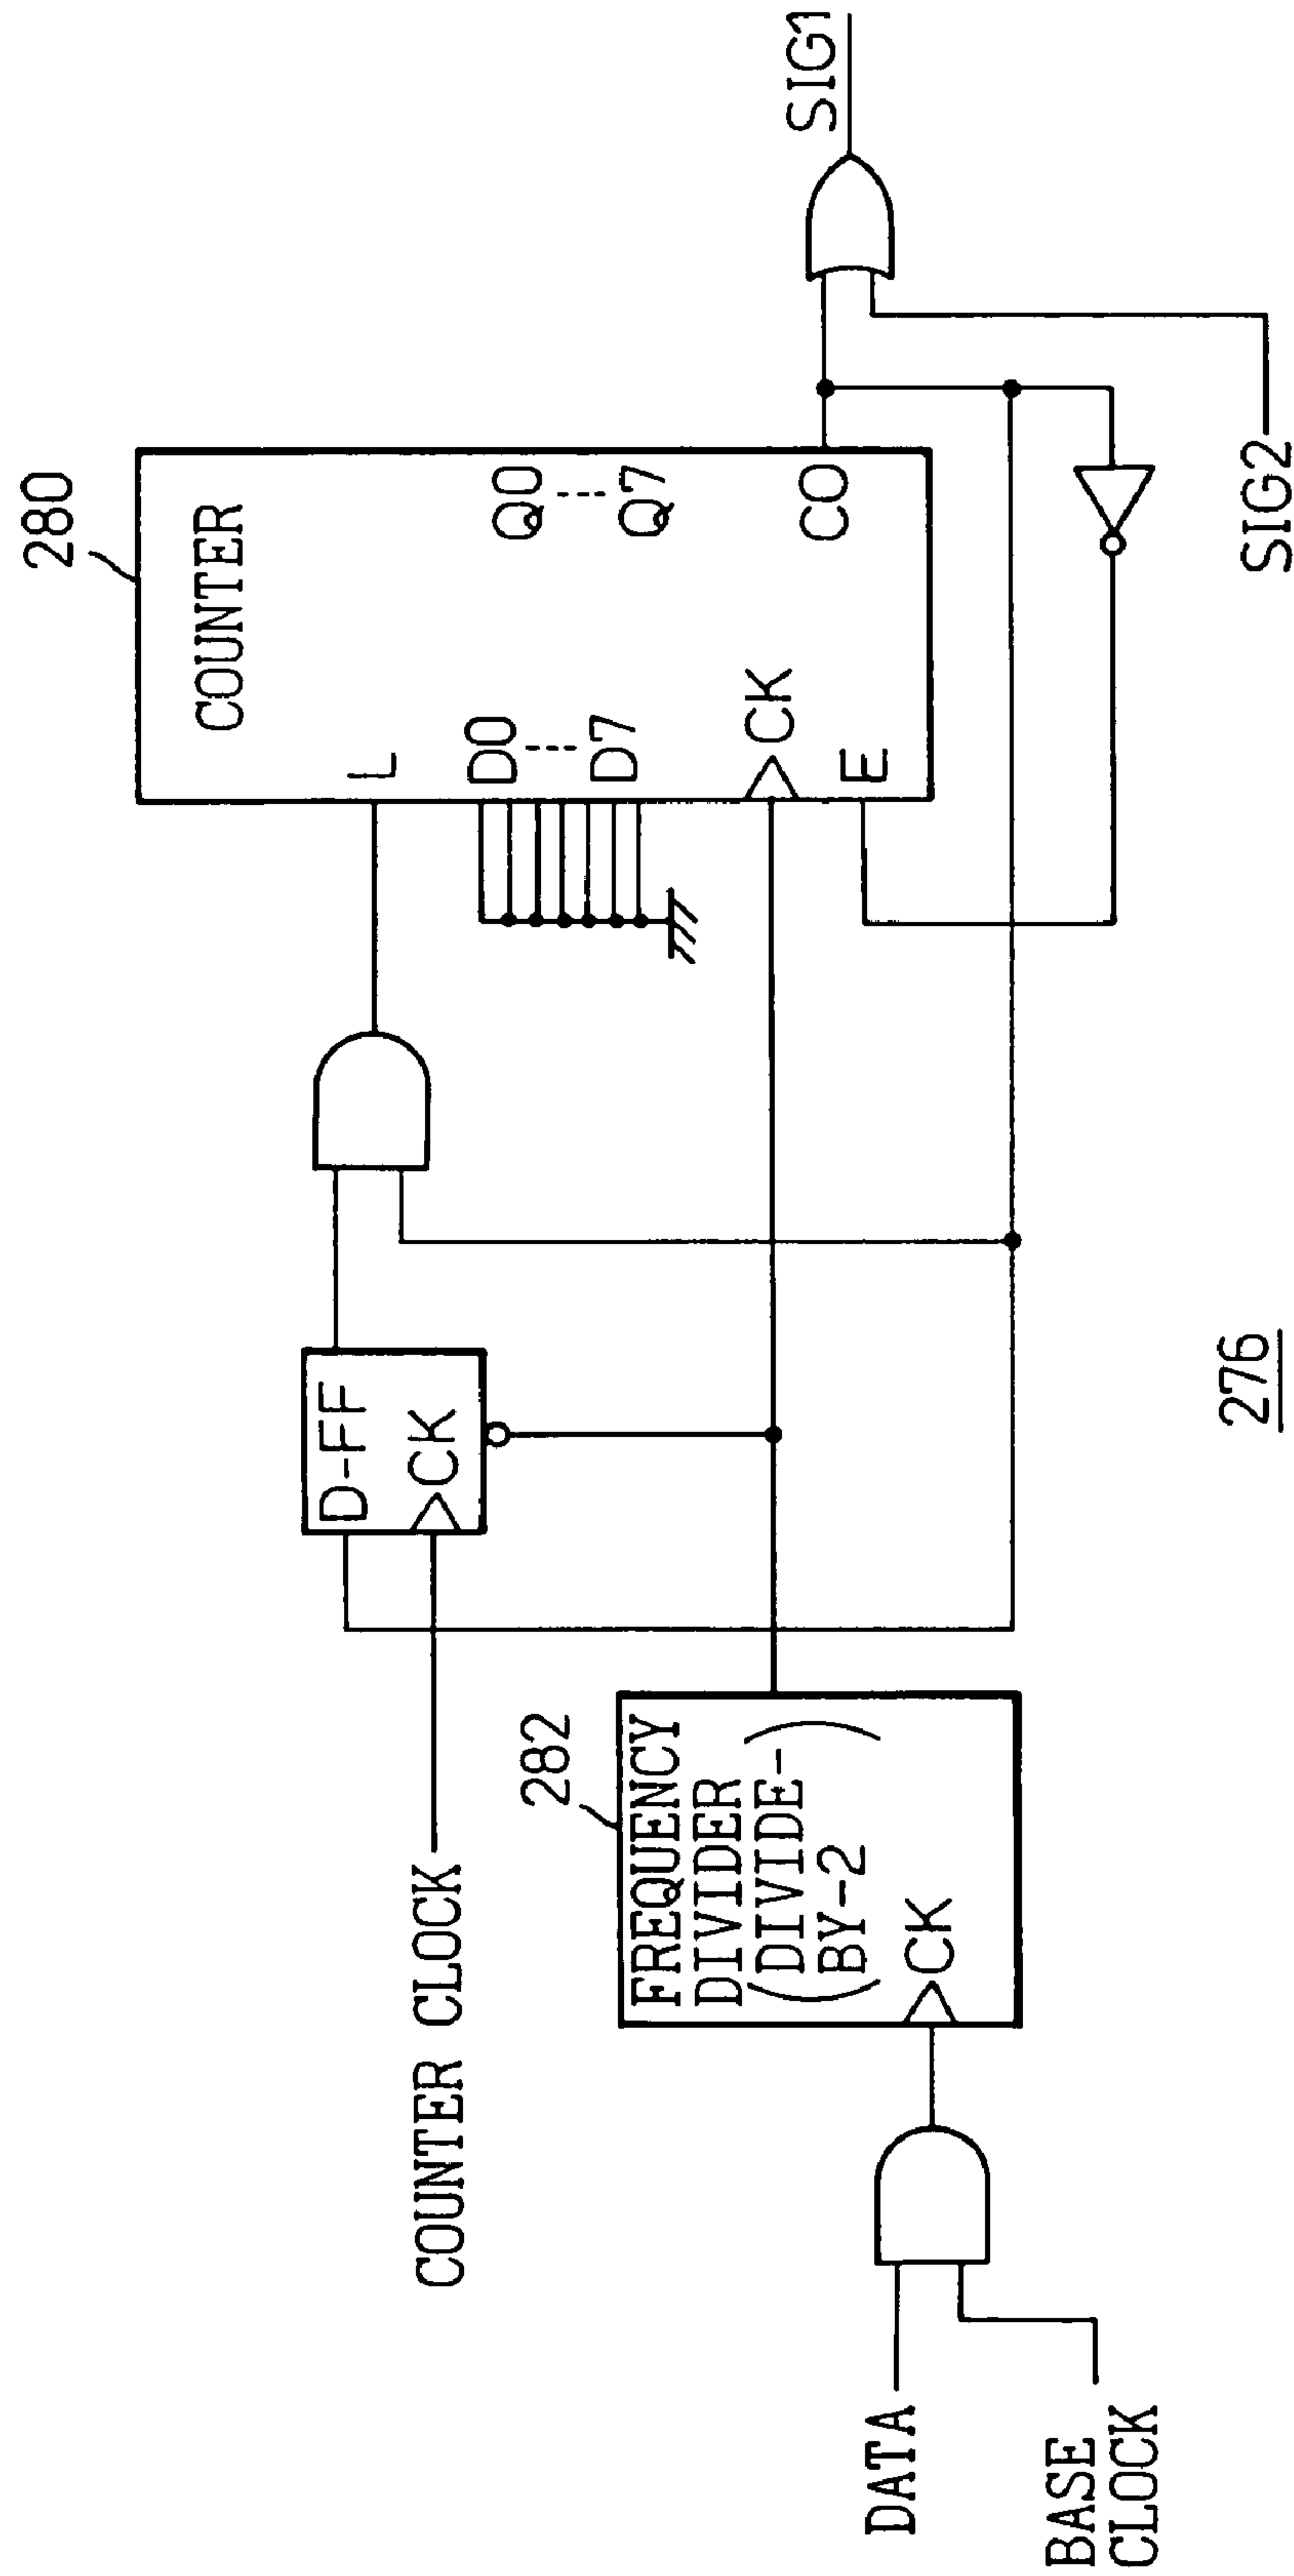 280
COUNTER
L
D0
D7
Q0
Q7
CK
E
CO
SIG1
SIG2
D-FF
CK
COUNTER CLOCK
282
FREQUENCY
DIVIDER
(DIVIDE-
BY-2)
CK
DATA
BASE
CLOCK
276